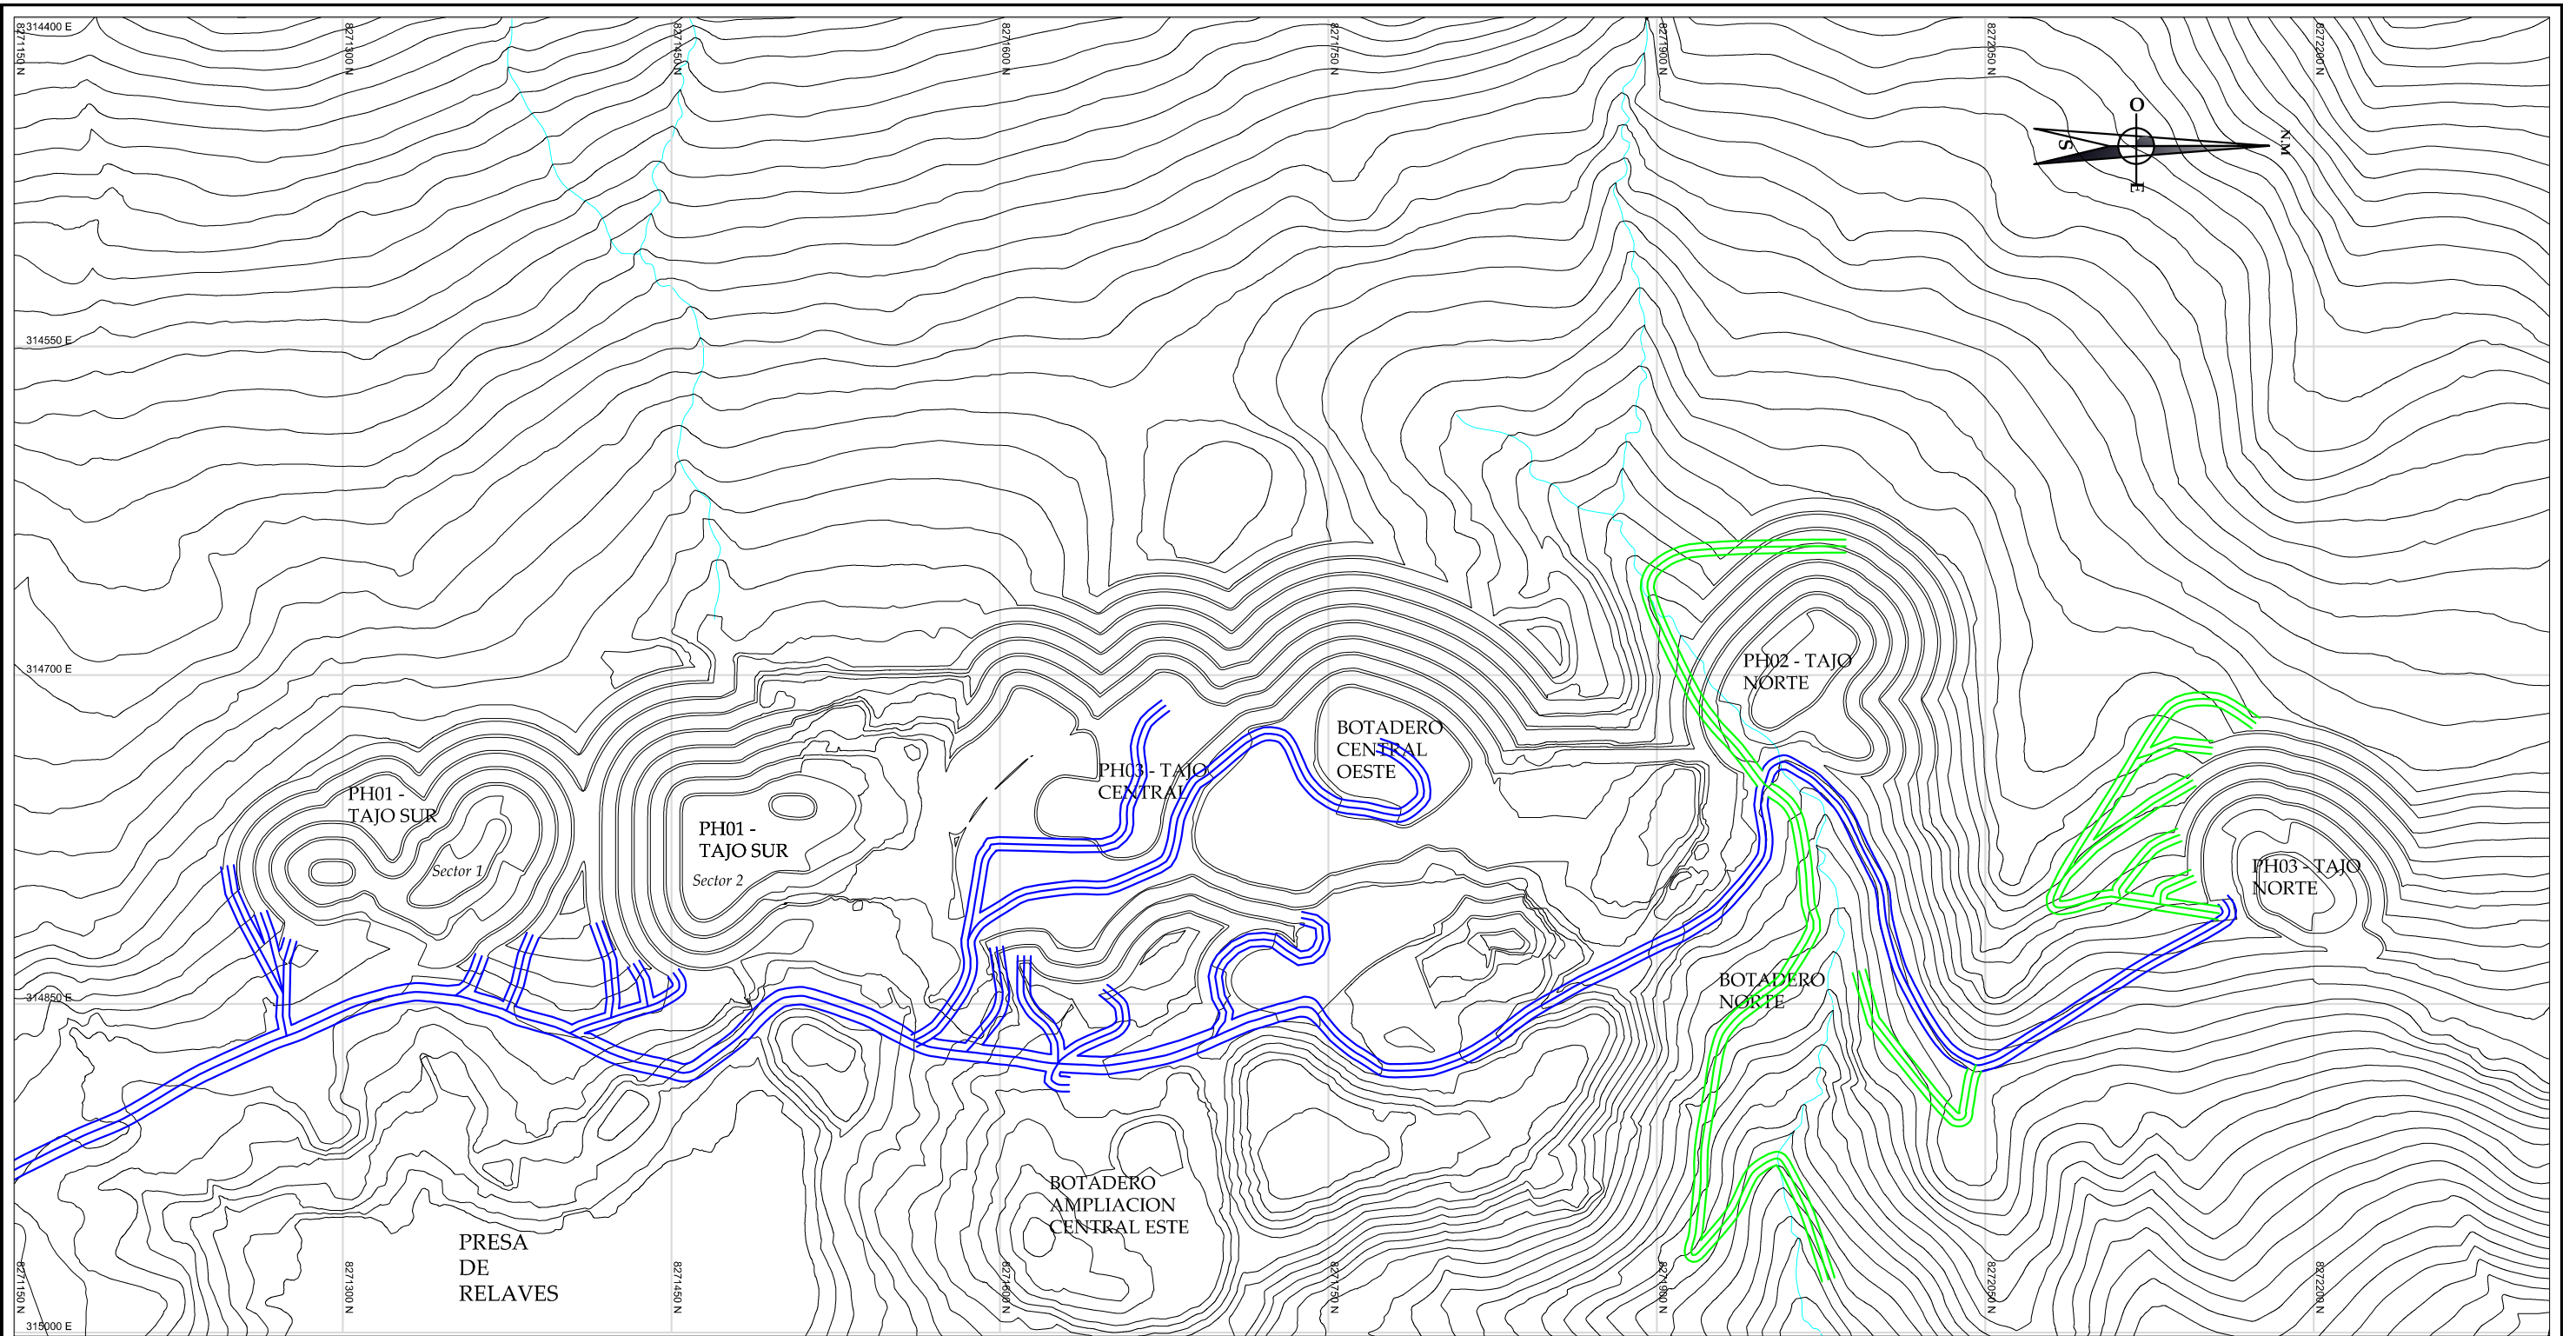 314400 E
8271150 N
8271300 N
8271450 N
8271600 N
8271750 N
8271900 N
8272050 N
8272200 N
O
S
N.M
E
314550 E
314700 E
PH02 - TAJO
NORTE
BOTADERO
CENTRAL
OESTE
PH03 - TAJO
CENTRAL
PH01 -
TAJO SUR
Sector 1
PH01 -
TAJO SUR
Sector 2
PH03 - TAJO
NORTE
314850 E
BOTADERO
NORTE
BOTADERO
AMPLIACION
CENTRAL ESTE
PRESA
DE
RELAVES
8271150 N
8271300 N
8271450 N
8271600 N
8271750 N
8271900 N
8272050 N
8272200 N
315000 E